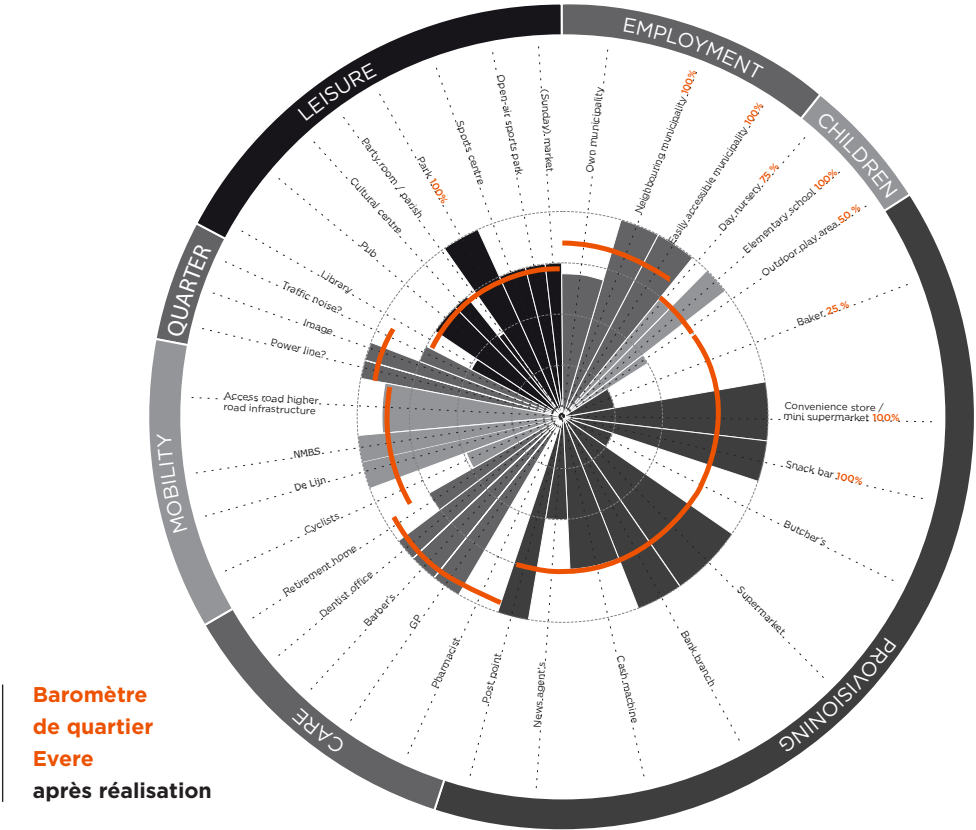 EMPLOYMENT
CHILDREN
PROVISIONING
CARE
MOBILITY
QUARTER
LEISURE
Own municipality
Neighbouring municipality 100%
Easily accessible municipality 100%
Day nursery 75%
Elementary school 100%
Outdoor play area 50%
Baker 25%
Convenience store /
mini supermarket 100%
Snack bar 100%
Butcher's
Supermarket
Bank branch
Cash machine
News agent's
Post point
Pharmacist
GP
Barber's
Dentist office
Retirement home
Cyclists
De Lijn
NMBS
Access road higher
road infrastructure
Power line?
Image
Traffic noise?
Library
Pub
Cultural centre
Party room / parish
Park 100%
Sports centre
Open-air sports park
(Sunday) market
Baromètre
de quartier
Evere
après réalisation